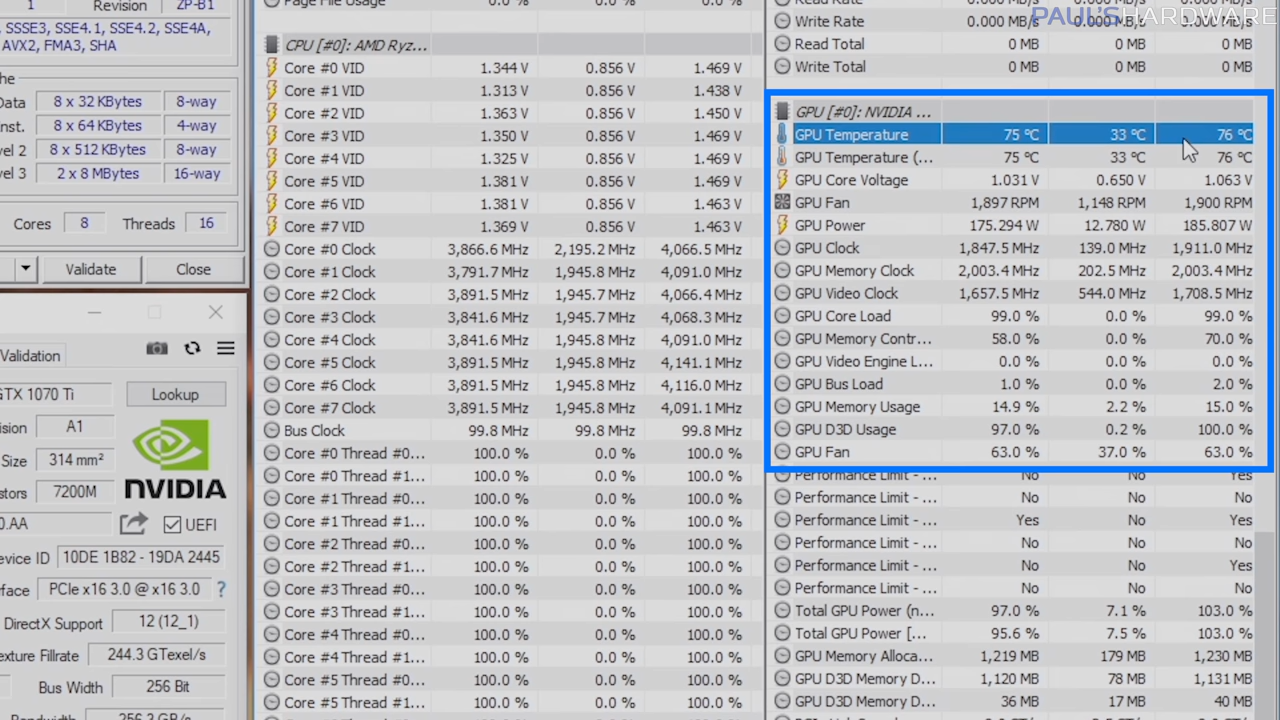 PAUL'S HARDWARE
1 Revision ZP-B1
SSSE3, SSE4.1, SSE4.2, SSE4A,
AVX2, FMA3, SHA
8 x 32 KBytes 8-way
8 x 64 KBytes 4-way
8 x 512 KBytes 8-way
2 x 8 MBytes 16-way
Cores 8 Threads 16
Validate Close
Validation
GTX 1070 Ti Lookup
A1
Size 314 mm²
7200M
NVIDIA
0.AA UEFI
10DE 1B82 - 19DA 2445
PCIe x16 3.0 @ x16 3.0 ?
DirectX Support 12 (12_1)
Texture Fillrate 244.3 GTexel/s
Bus Width 256 Bit
Bandwidth 256.3 GB/s
Page File Usage 0.0 % 0.0 % 0.0 %
CPU [#0]: AMD Ryz...
Core #0 VID 1.344 V 0.856 V 1.469 V
Core #1 VID 1.313 V 0.856 V 1.438 V
Core #2 VID 1.363 V 0.856 V 1.450 V
Core #3 VID 1.350 V 0.856 V 1.469 V
Core #4 VID 1.325 V 0.856 V 1.469 V
Core #5 VID 1.381 V 0.856 V 1.469 V
Core #6 VID 1.381 V 0.856 V 1.463 V
Core #7 VID 1.369 V 0.856 V 1.463 V
Core #0 Clock 3,866.6 MHz 2,195.2 MHz 4,066.5 MHz
Core #1 Clock 3,791.7 MHz 1,945.8 MHz 4,091.0 MHz
Core #2 Clock 3,891.5 MHz 1,945.7 MHz 4,066.4 MHz
Core #3 Clock 3,841.6 MHz 1,945.7 MHz 4,068.3 MHz
Core #4 Clock 3,841.6 MHz 1,945.8 MHz 4,091.0 MHz
Core #5 Clock 3,891.5 MHz 1,945.8 MHz 4,141.1 MHz
Core #6 Clock 3,891.5 MHz 1,945.8 MHz 4,116.0 MHz
Core #7 Clock 3,891.5 MHz 1,945.8 MHz 4,091.1 MHz
Bus Clock 99.8 MHz 99.8 MHz 99.8 MHz
Core #0 Thread #0... 100.0 % 0.0 % 100.0 %
Core #0 Thread #1... 100.0 % 0.0 % 100.0 %
Core #1 Thread #0... 100.0 % 0.0 % 100.0 %
Core #1 Thread #1... 100.0 % 0.0 % 100.0 %
Core #2 Thread #0... 100.0 % 0.0 % 100.0 %
Core #2 Thread #1... 100.0 % 0.0 % 100.0 %
Core #3 Thread #0... 100.0 % 0.0 % 100.0 %
Core #3 Thread #1... 100.0 % 0.0 % 100.0 %
Core #4 Thread #0... 100.0 % 0.0 % 100.0 %
Core #4 Thread #1... 100.0 % 0.0 % 100.0 %
Core #5 Thread #0... 100.0 % 0.0 % 100.0 %
Core #5 Thread #1... 100.0 % 0.0 % 100.0 %
Read Rate 0.000 MB/s 0.000 MB/s 0.000 MB/s
Write Rate 0.000 MB/s 0.000 MB/s 0.000 MB/s
Read Total 0 MB 0 MB 0 MB
Write Total 0 MB 0 MB 0 MB
GPU [#0]: NVIDIA ...
GPU Temperature 75 °C 33 °C 76 °C
GPU Temperature (... 75 °C 33 °C 76 °C
GPU Core Voltage 1.031 V 0.650 V 1.063 V
GPU Fan 1,897 RPM 1,148 RPM 1,900 RPM
GPU Power 175.294 W 12.780 W 185.807 W
GPU Clock 1,847.5 MHz 139.0 MHz 1,911.0 MHz
GPU Memory Clock 2,003.4 MHz 202.5 MHz 2,003.4 MHz
GPU Video Clock 1,657.5 MHz 544.0 MHz 1,708.5 MHz
GPU Core Load 99.0 % 0.0 % 99.0 %
GPU Memory Contr... 58.0 % 0.0 % 70.0 %
GPU Video Engine L... 0.0 % 0.0 % 0.0 %
GPU Bus Load 1.0 % 0.0 % 2.0 %
GPU Memory Usage 14.9 % 2.2 % 15.0 %
GPU D3D Usage 97.0 % 0.2 % 100.0 %
GPU Fan 63.0 % 37.0 % 63.0 %
Performance Limit - ... No No Yes
Performance Limit - ... No No No
Performance Limit - ... Yes No Yes
Performance Limit - ... No No No
Performance Limit - ... No No Yes
Performance Limit - ... No No No
Total GPU Power (n... 97.0 % 7.1 % 103.0 %
Total GPU Power [... 95.6 % 7.5 % 103.0 %
GPU Memory Alloca... 1,219 MB 179 MB 1,230 MB
GPU D3D Memory D... 1,120 MB 78 MB 1,131 MB
GPU D3D Memory D... 36 MB 17 MB 40 MB